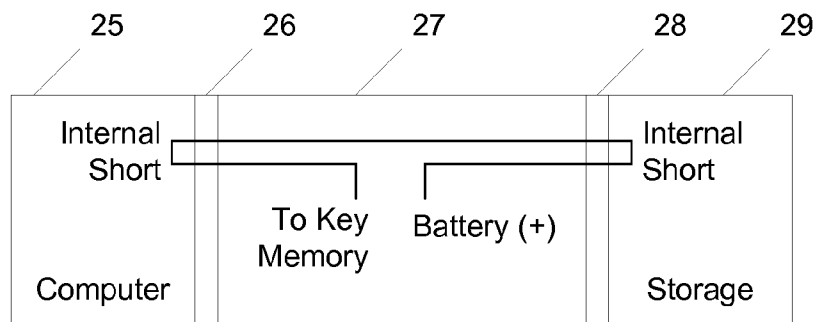 25 26 27 28 29
Internal Short
Internal Short
To Key Memory
Battery (+)
Computer
Storage